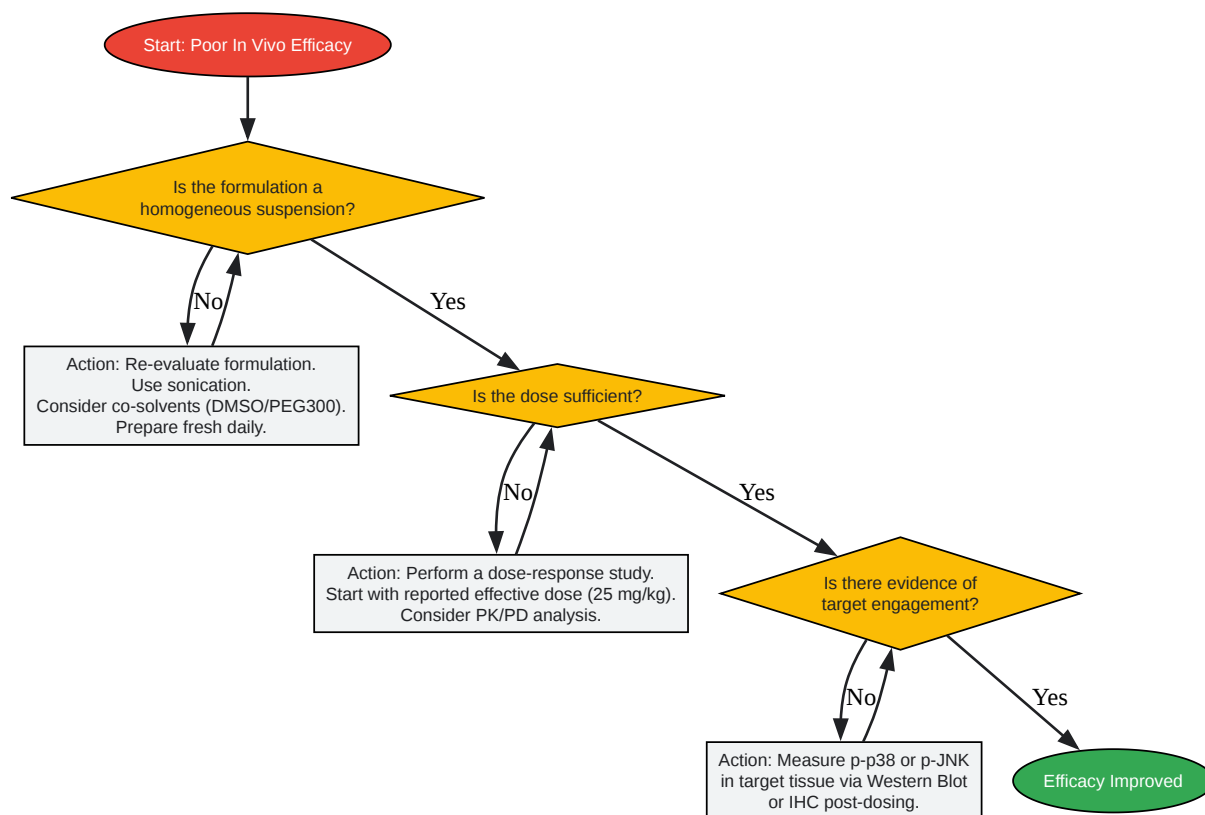 Start: Poor In Vivo Efficacy
Is the formulation a
homogeneous suspension?
No
Yes
Action: Re-evaluate formulation.
Use sonication.
Consider co-solvents (DMSO/PEG300).
Prepare fresh daily.
Is the dose sufficient?
No
Yes
Action: Perform a dose-response study.
Start with reported effective dose (25 mg/kg).
Consider PK/PD analysis.
Is there evidence of
target engagement?
No
Yes
Action: Measure p-p38 or p-JNK
in target tissue via Western Blot
or IHC post-dosing.
Efficacy Improved